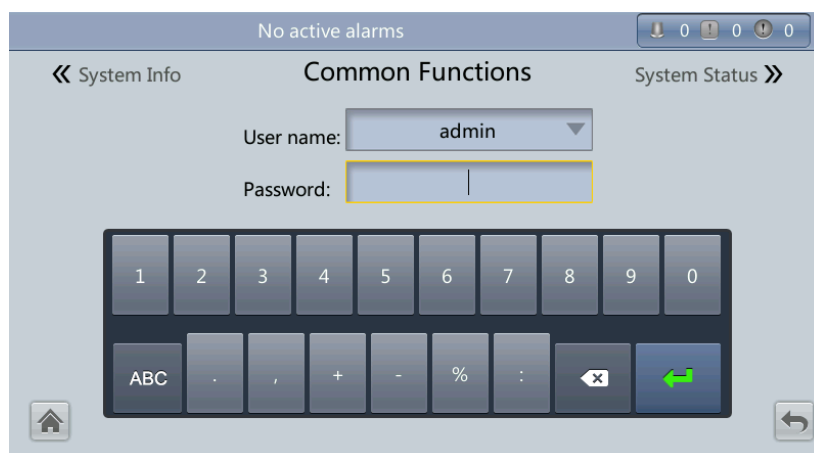 No active alarms 0 0 0
« System Info Common Functions System Status »
User name: admin
Password:
1 2 3 4 5 6 7 8 9 0
ABC . , + - % :